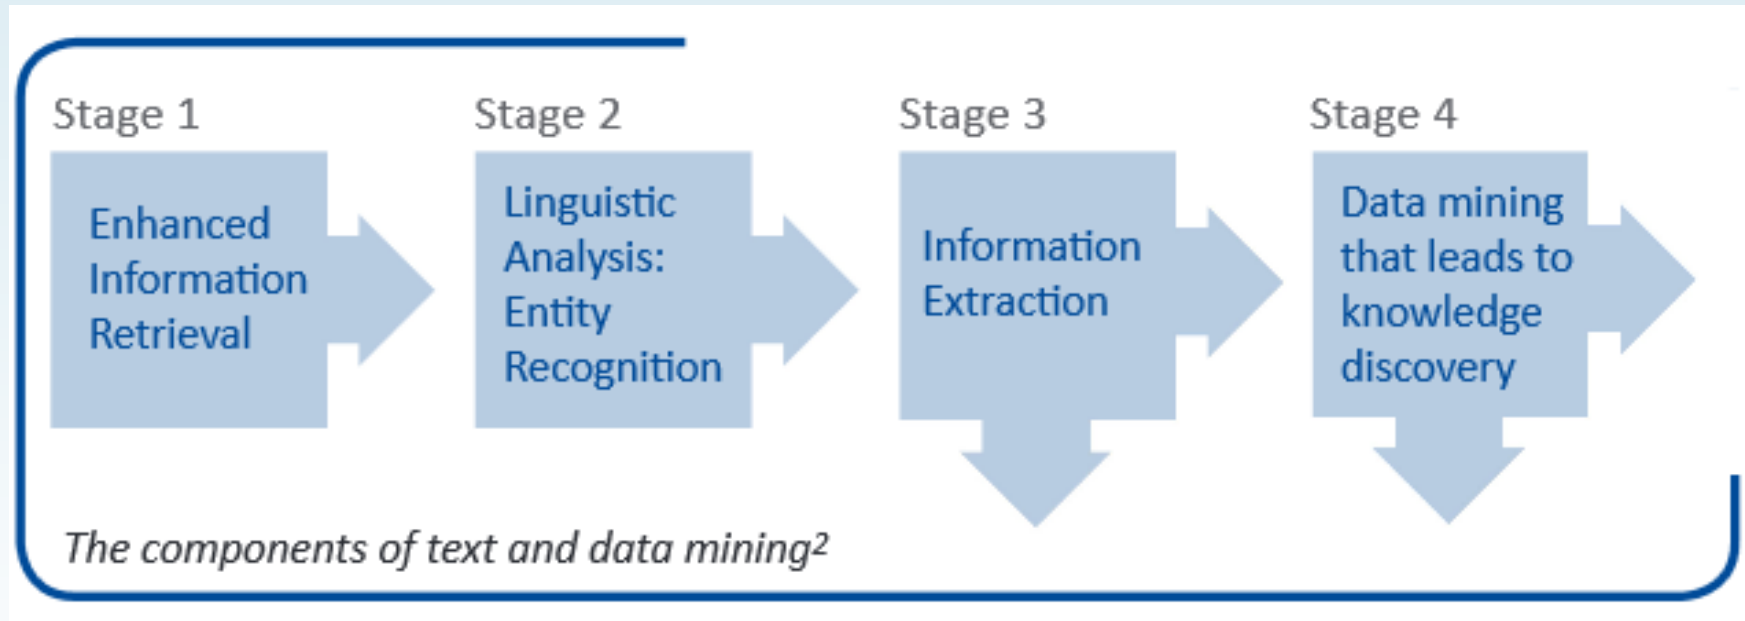 Stage 1
Enhanced
Information
Retrieval
Stage 2
Linguistic
Analysis:
Entity
Recognition
Stage 3
Information
Extraction
Stage 4
Data mining
that leads to
knowledge
discovery
The components of text and data mining²